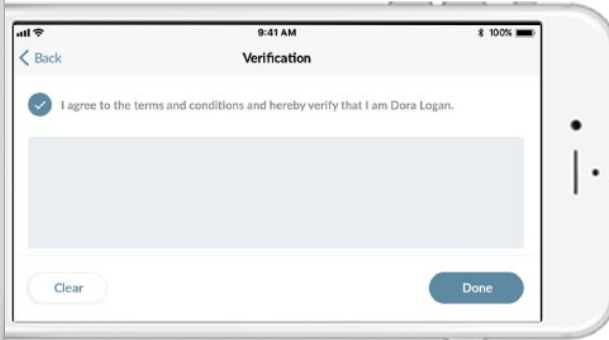 9:41 AM
100%
Back
Verification
I agree to the terms and conditions and hereby verify that I am Dora Logan.
Clear
Done